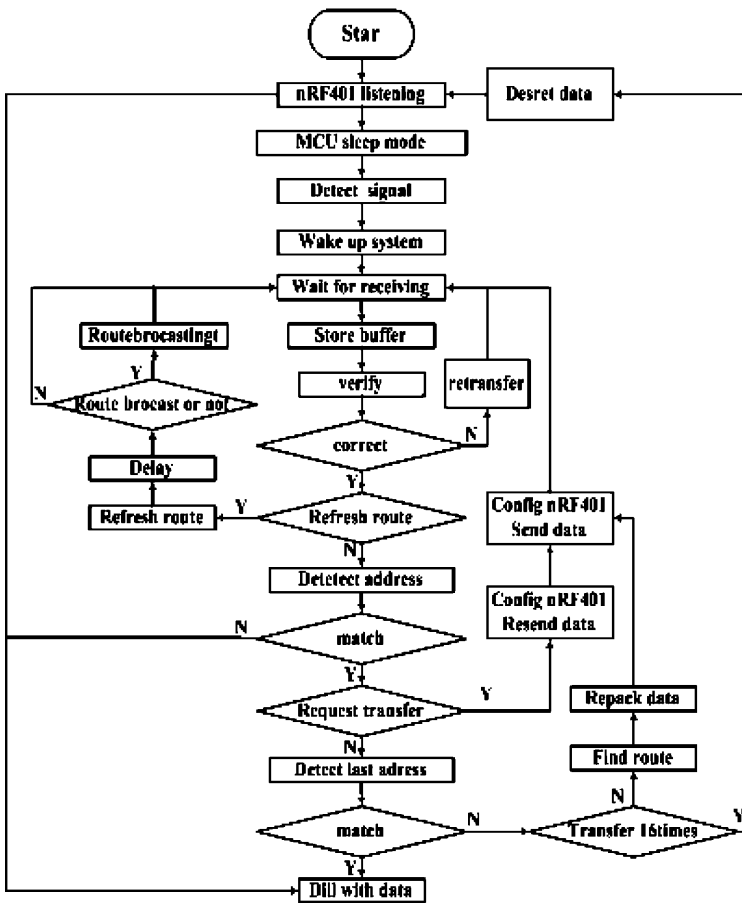 Star
nRF401 listening
Desret data
MCU sleep mode
Detect signal
Wake up system
Wait for receiving
Routebrocastingt
Store buffer
Y
N
verify
retransfer
Route brocast or not
correct
N
Delay
Y
Refresh route
Y
Refresh route
Config nRF401
Send data
N
Detetect address
Config nRF401
Resend data
N
match
Y
Y
Request transfer
Repack data
N
Detect last adress
Find route
N
match
N
Transfer 16times
Y
Y
Dill with data